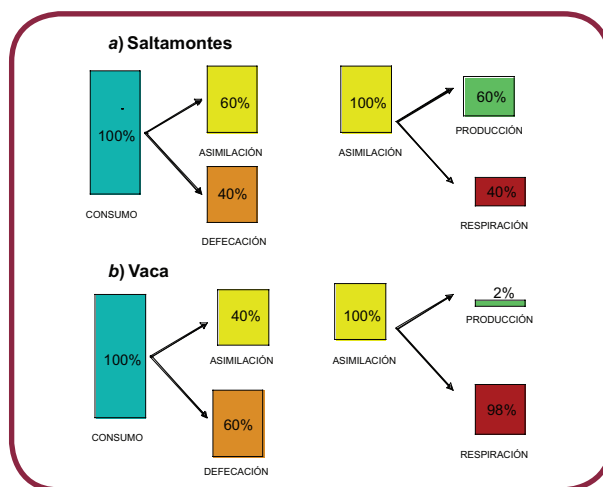 a) Saltamontes
100%
60%
ASIMILACIÓN
40%
DEFECACIÓN
CONSUMO
100%
ASIMILACIÓN
60%
PRODUCCIÓN
40%
RESPIRACIÓN
b) Vaca
100%
40%
ASIMILACIÓN
60%
DEFECACIÓN
CONSUMO
100%
ASIMILACIÓN
2%
PRODUCCIÓN
98%
RESPIRACIÓN